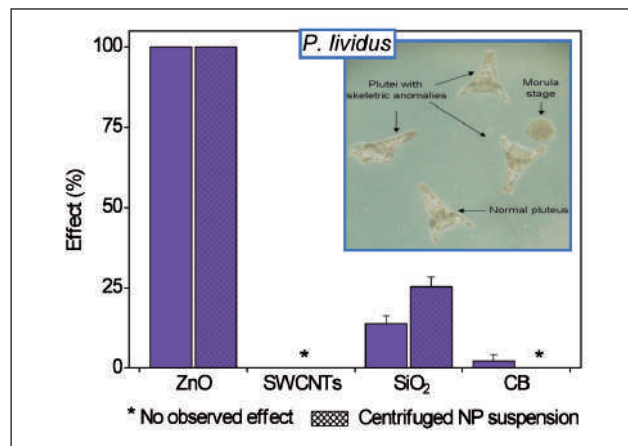 P. lividus
Plutei with
skeletric anomalies
Morula
stage
Normal pluteus
Effect (%)
100
75
50
25
0
*
*
ZnO
SWCNTs
SiO₂
CB
* No observed effect
Centrifuged NP suspension